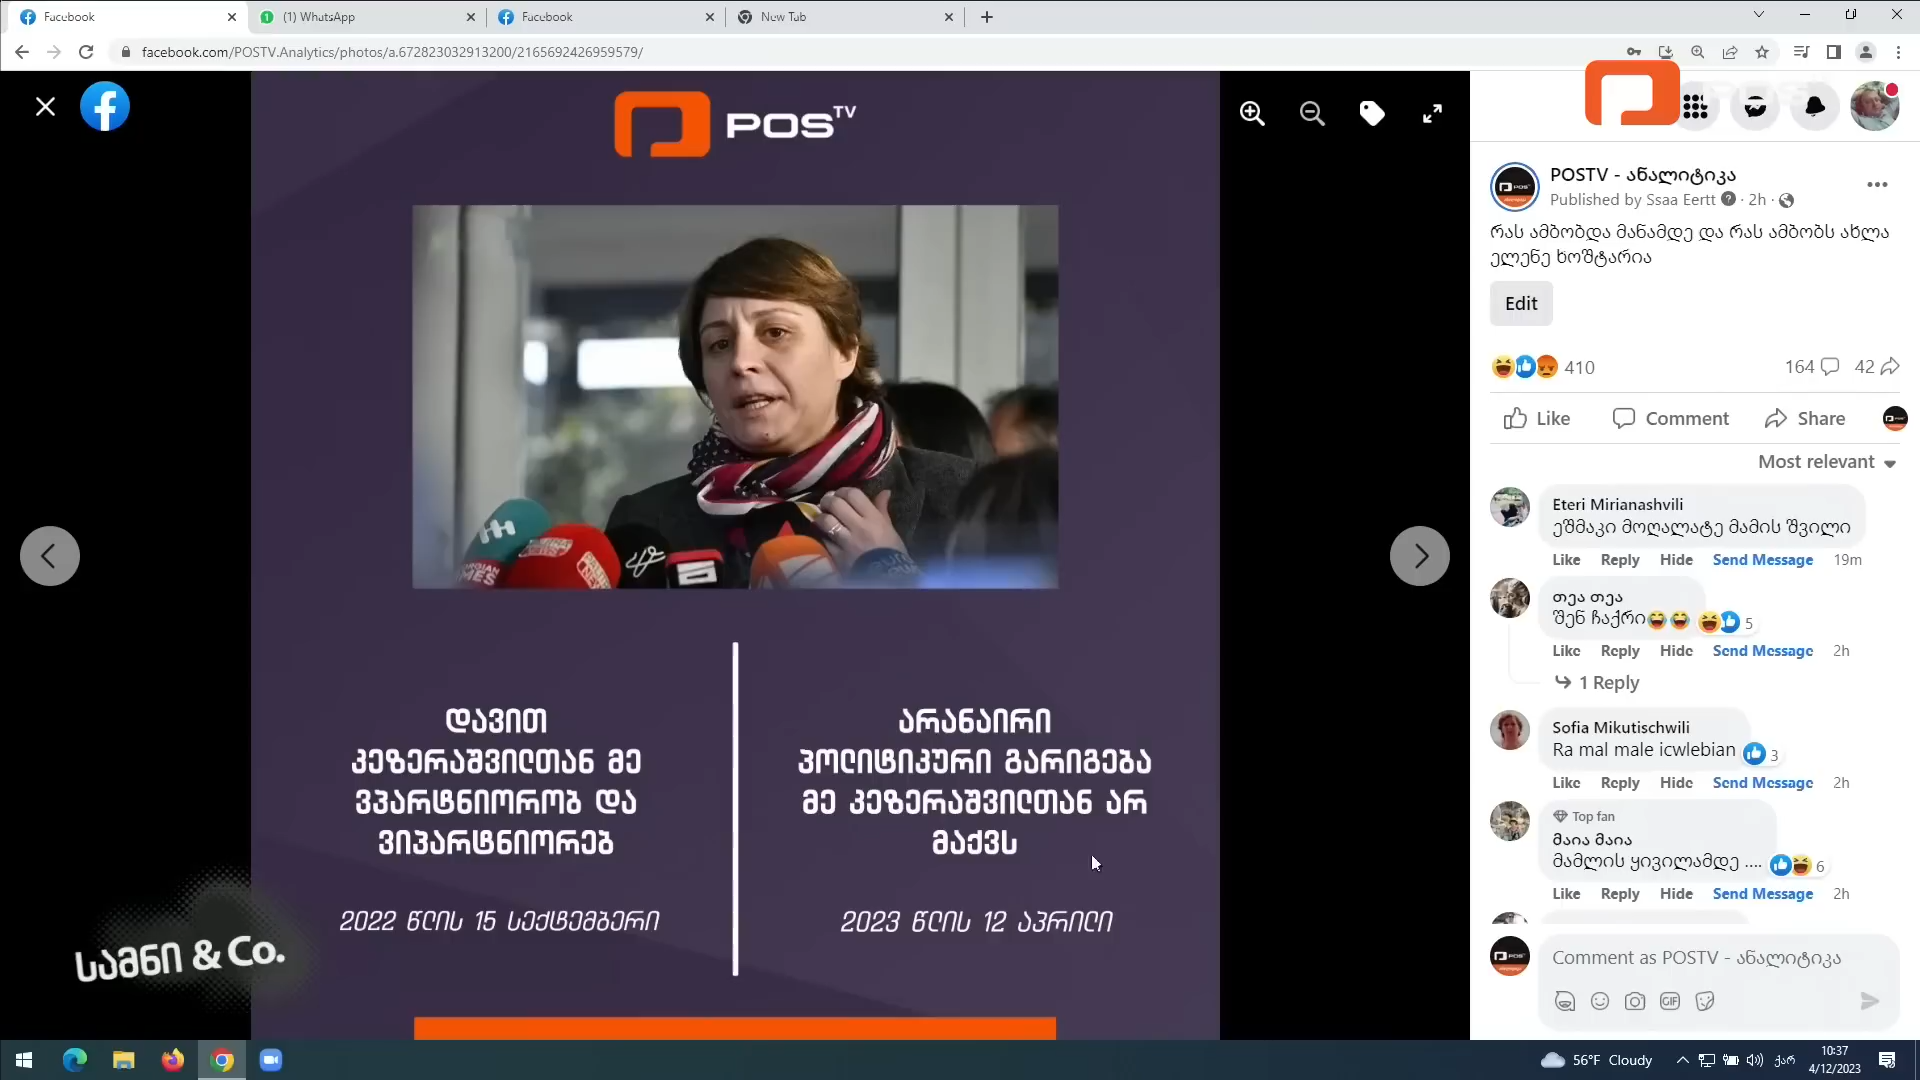 Facebook
(1) WhatsApp
Facebook
New Tab
facebook.com/POSTV.Analytics/photos/a.672823032913200/2165692426959579/
POS TV
POSTV - ანალიტიკა
Published by Ssaa Eertt · 2h ·
რას ამბობდა მანამდე და რას ამბობს ახლა
ელენე ხოშტარია
Edit
410
164
42
Like
Comment
Share
Most relevant
Eteri Mirianashvili
ეშმაკი მოღალატე მამის შვილი
Like Reply Hide Send Message 19m
თეა თეა
შენ ჩაქრი
5
Like Reply Hide Send Message 2h
1 Reply
Sofia Mikutischwili
Ra mal male icwlebian
3
Like Reply Hide Send Message 2h
Top fan
მაია მაია
მამლის ყივილამდე ....
6
Like Reply Hide Send Message 2h
Comment as POSTV - ანალიტიკა
GIF
დავით
კეზერაშვილთან მე
ვპარტნიორობ და
ვიპარტნიორებ
2022 წლის 15 სექტემბერი
არანაირი
პოლიტიკური გარიგება
მე კეზერაშვილთან არ
მაქვს
2023 წლის 12 აპრილი
სამნი & Co.
56°F Cloudy
ქარ
10:37
4/12/2023